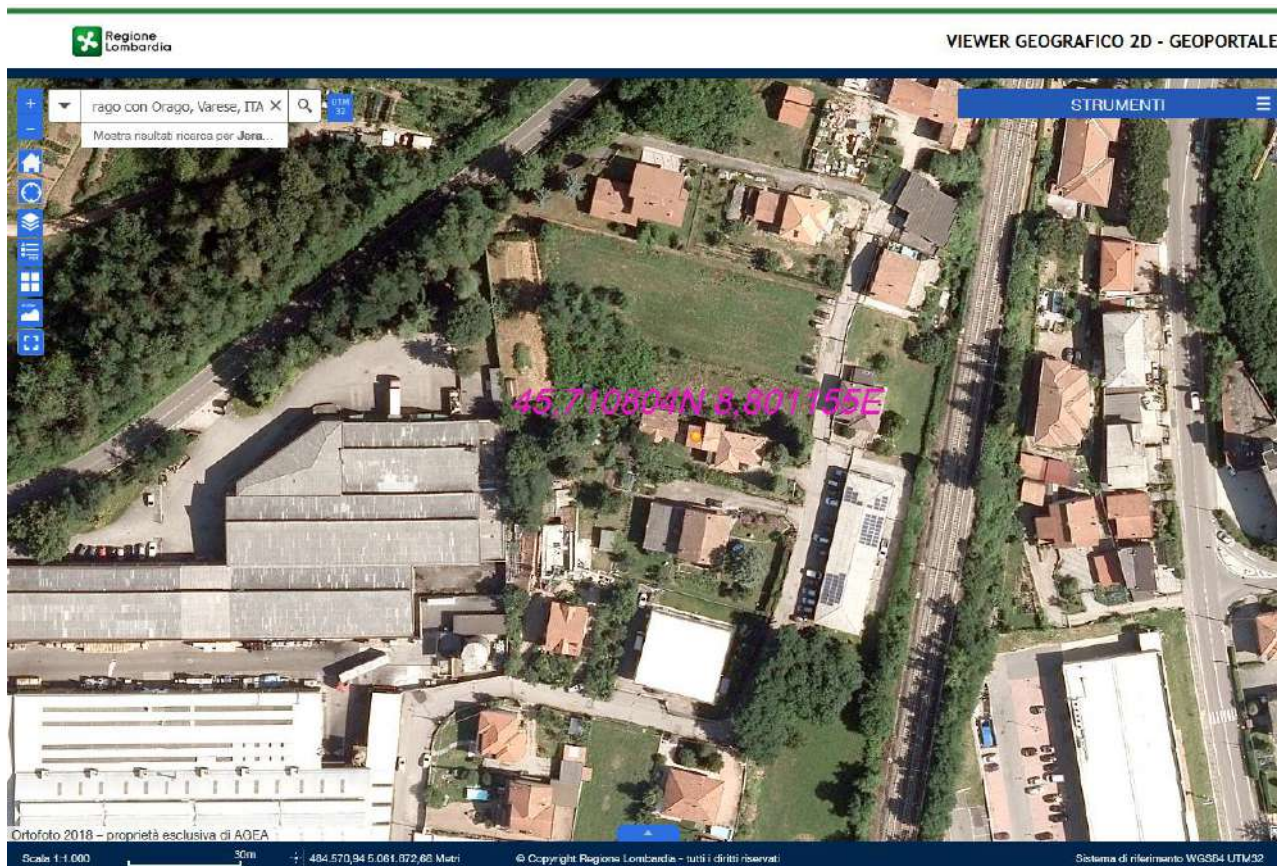 Regione
Lombardia
VIEWER GEOGRAFICO 2D - GEOPORTALE
rago con Orago, Varese, ITA
UTM
32
STRUMENTI
Mostra risultati ricerca per Jera...
45.710804N 8.801155E
Ortofoto 2018 – proprietà esclusiva di AGEA
Scala 1:1.000
30m
484.570,94 5.061.872,66 Metri
© Copyright Regione Lombardia - tutti i diritti riservati
Sistema di riferimento WGS84 UTM32